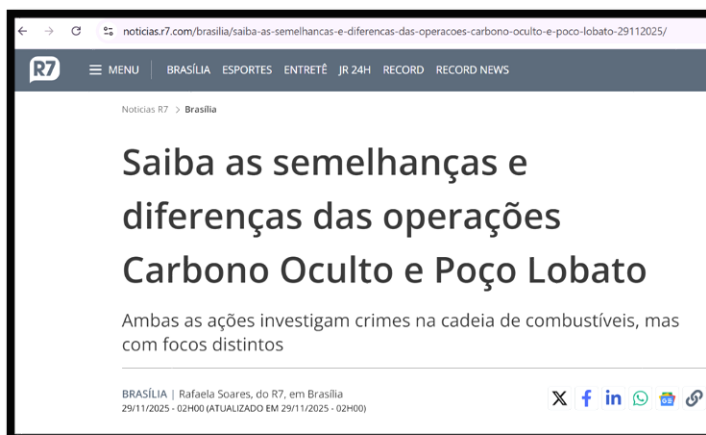 noticias.r7.com/brasilia/saiba-as-semelhancas-e-diferencas-das-operacoes-carbono-oculto-e-poco-lobato-29112025/
R7 MENU BRASÍLIA ESPORTES ENTRETÊ JR 24H RECORD RECORD NEWS
Noticias R7 > Brasília
Saiba as semelhanças e
diferenças das operações
Carbono Oculto e Poço Lobato
Ambas as ações investigam crimes na cadeia de combustíveis, mas
com focos distintos
BRASÍLIA | Rafaela Soares, do R7, em Brasília
29/11/2025 - 02H00 (ATUALIZADO EM 29/11/2025 - 02H00)